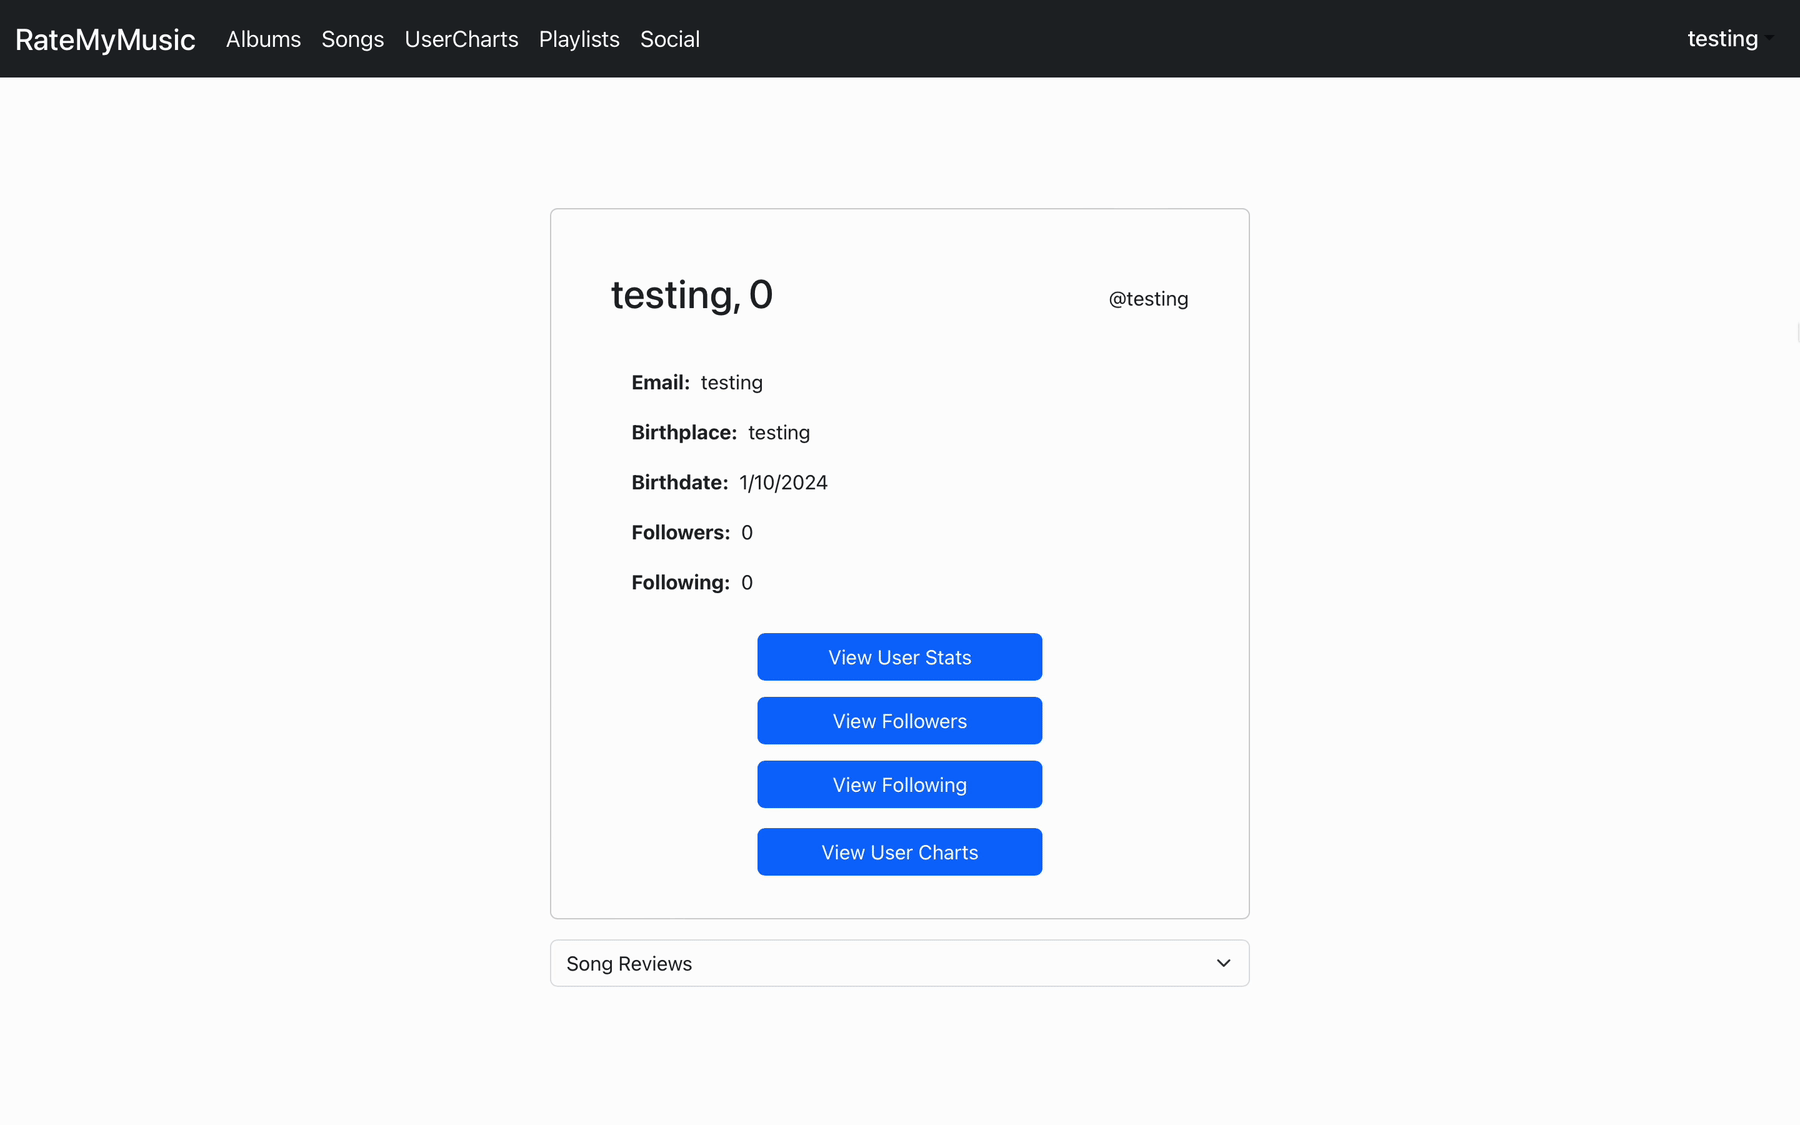 RateMyMusic Albums Songs UserCharts Playlists Social testing
testing, 0 @testing
Email: testing
Birthplace: testing
Birthdate: 1/10/2024
Followers: 0
Following: 0
View User Stats
View Followers
View Following
View User Charts
Song Reviews